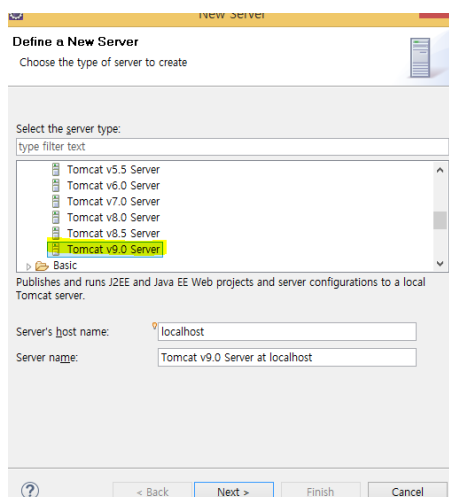 New Server
Define a New Server
Choose the type of server to create
Select the server type:
type filter text
Tomcat v5.5 Server
Tomcat v6.0 Server
Tomcat v7.0 Server
Tomcat v8.0 Server
Tomcat v8.5 Server
Tomcat v9.0 Server
Basic
Publishes and runs J2EE and Java EE Web projects and server configurations to a local
Tomcat server.
Server's host name: localhost
Server name: Tomcat v9.0 Server at localhost
? < Back Next > Finish Cancel